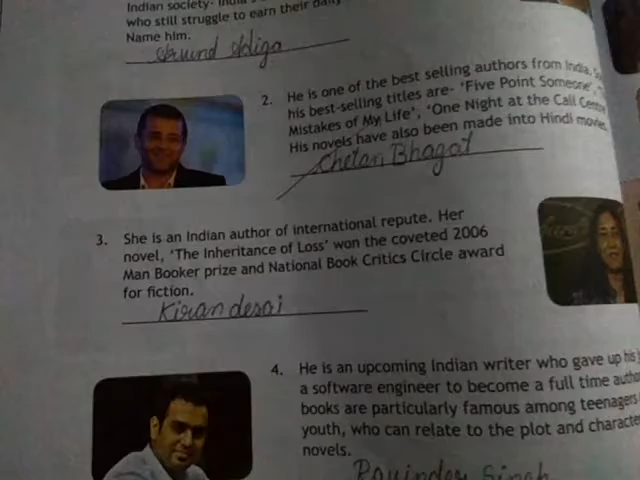 Indian society- India's
who still struggle to earn their daily
Name him.
Arvind Adiga
2. He is one of the best selling authors from India. So
his best-selling titles are- 'Five Point Someone',
Mistakes of My Life', 'One Night at the Call Centre
His novels have also been made into Hindi movies
Chetan Bhagat
3. She is an Indian author of international repute. Her
novel, 'The Inheritance of Loss' won the coveted 2006
Man Booker prize and National Book Critics Circle award
for fiction.
Kiran desai
4. He is an upcoming Indian writer who gave up his j
a software engineer to become a full time autho
books are particularly famous among teenagers
youth, who can relate to the plot and character
novels.
Ravinder Singh